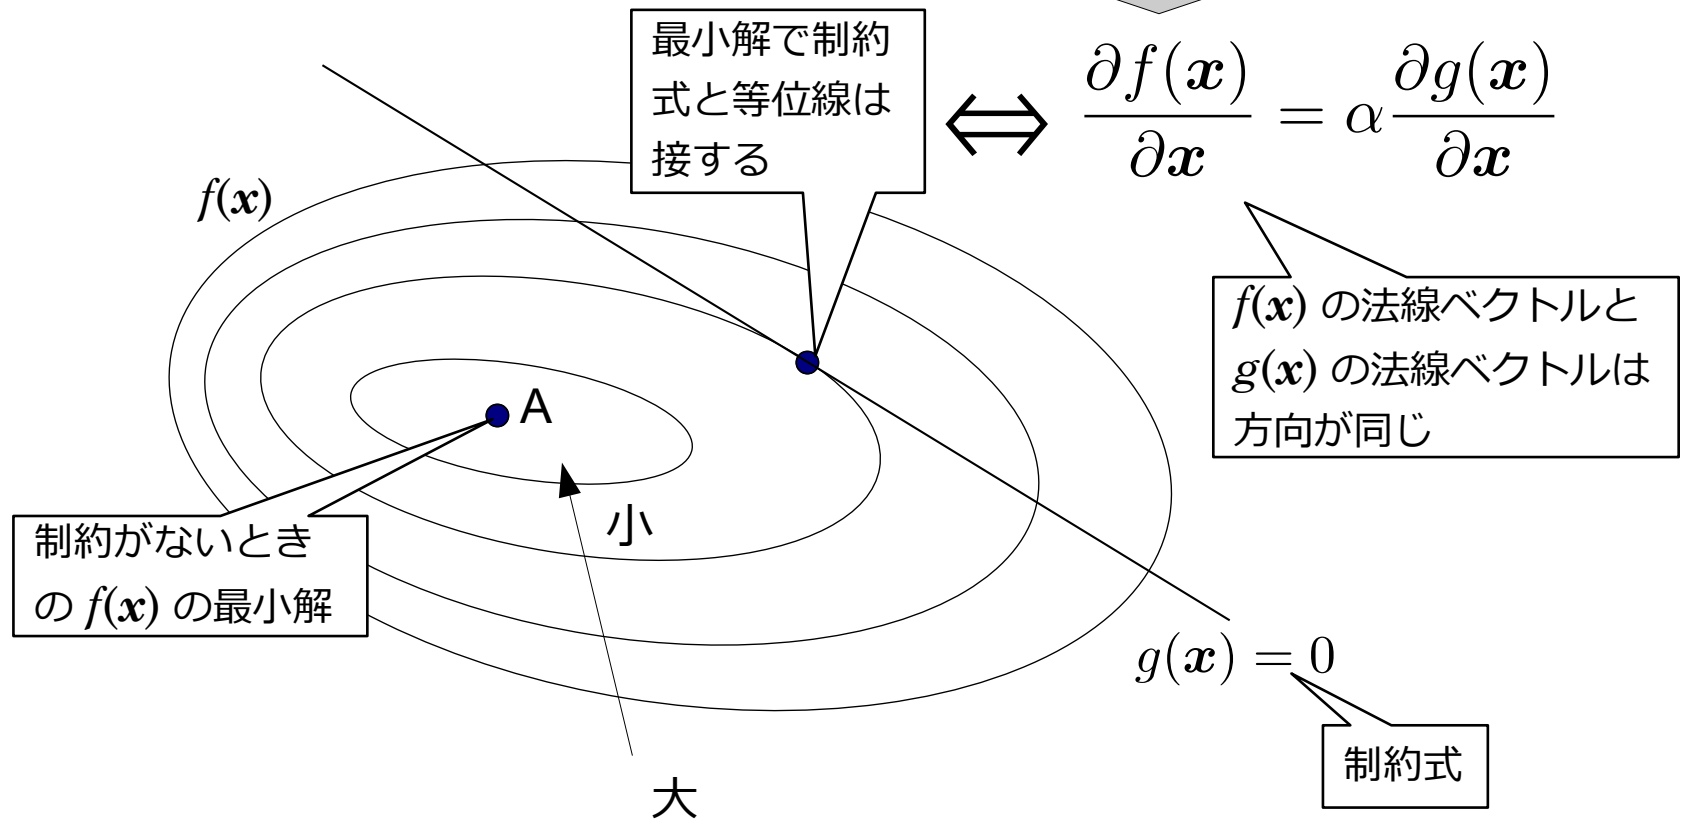 最小解で制約
式と等位線は
接する
⇔ ∂f(x)/∂x = α ∂g(x)/∂x
f(x)
f(x) の法線ベクトルと
g(x) の法線ベクトルは
方向が同じ
A
小
制約がないとき
の f(x) の最小解
g(x) = 0
制約式
大